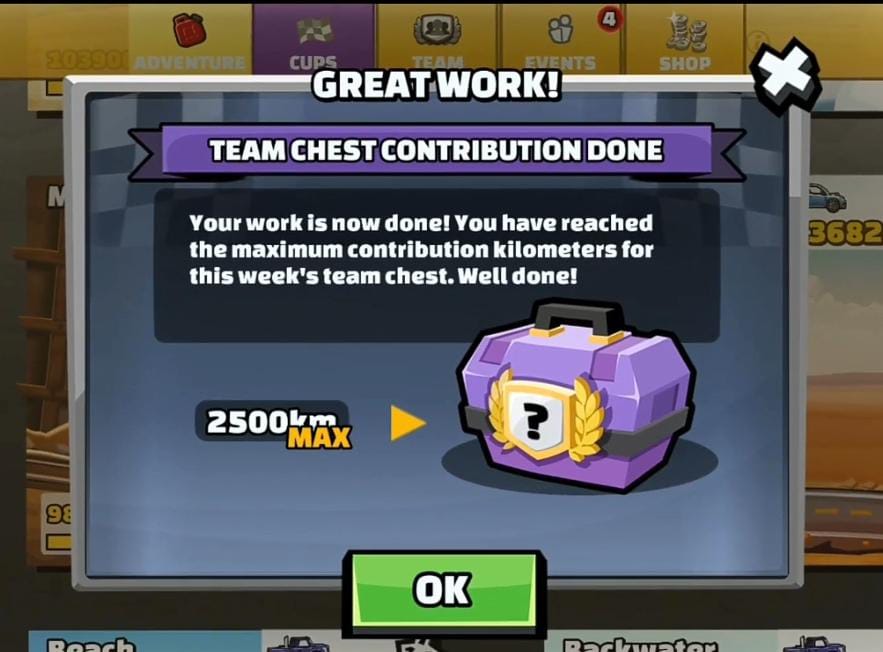 4
ADVENTURE
CUPS
TEAM
EVENTS
SHOP
GREAT WORK!
TEAM CHEST CONTRIBUTION DONE
Your work is now done! You have reached
the maximum contribution kilometers for
this week's team chest. Well done!
3682
2500km
MAX
?
98
OK
Beach
Backwater